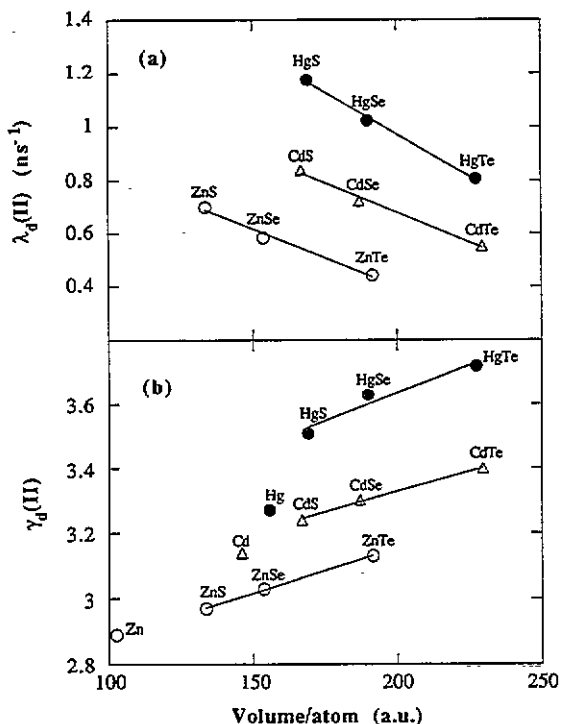 1.4
1.2
1
0.8
0.6
0.4
λd(II) (ns-1)
(a)
HgS
HgSe
HgTe
CdS
CdSe
CdTe
ZnS
ZnSe
ZnTe
3.6
3.4
3.2
3
2.8
γd(II)
(b)
HgTe
HgSe
HgS
Hg
CdTe
CdSe
CdS
Cd
ZnTe
ZnSe
ZnS
Zn
100 150 200 250
Volume/atom (a.u.)